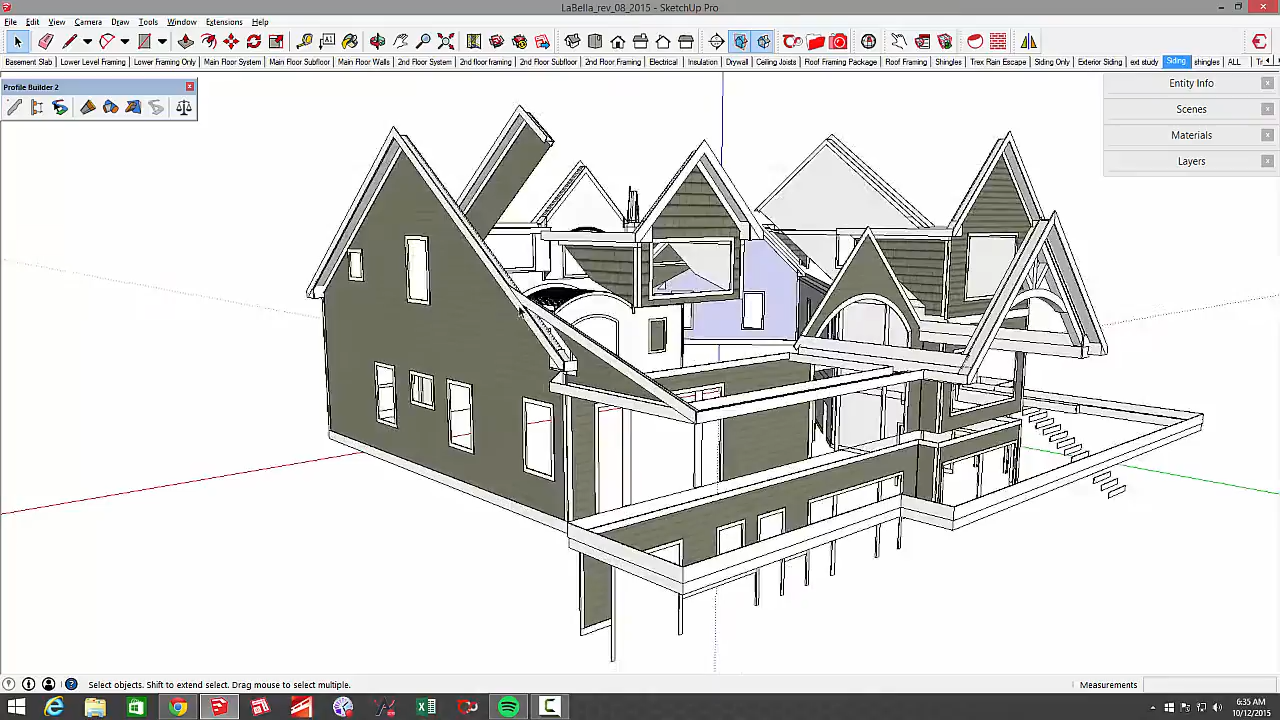 LaBella_rev_08_2015 - SketchUp Pro
File Edit View Camera Draw Tools Window Extensions Help
Basement Slab Lower Level Framing Lower Framing Only Main Floor System Main Floor Subfloor Main Floor Walls 2nd Floor System 2nd floor framing 2nd Floor Subfloor 2nd Floor Framing Electrical Insulation Drywall Ceiling Joists Roof Framing Package Roof Framing Shingles Trex Rain Escape Siding Only Exterior Siding ext study Siding shingles ALL
Profile Builder 2
Entity Info
Scenes
Materials
Layers
Select objects. Shift to extend select. Drag mouse to select multiple.
Measurements
6:35 AM
10/12/2015